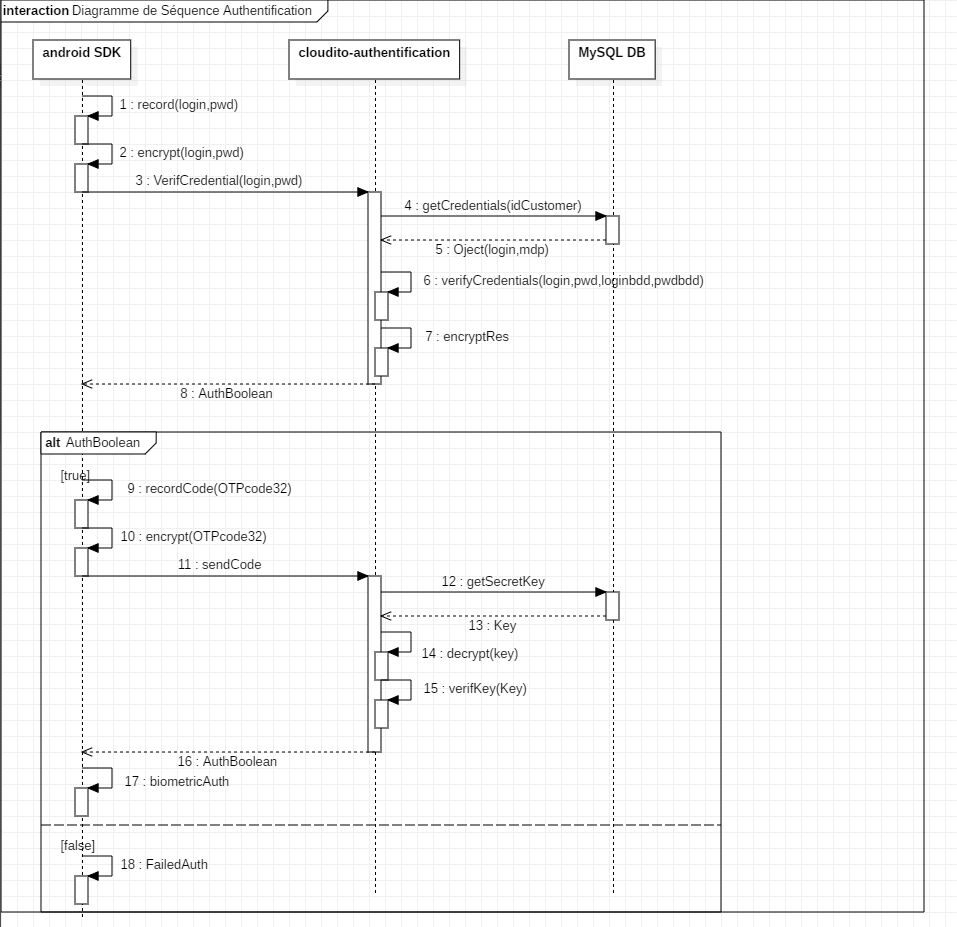 interaction Diagramme de Séquence Authentification
android SDK
cloudito-authentification
MySQL DB
1 : record(login,pwd)
2 : encrypt(login,pwd)
3 : VerifCredential(login,pwd)
4 : getCredentials(idCustomer)
5 : Oject(login,mdp)
6 : verifyCredentials(login,pwd,loginbdd,pwdbdd)
7 : encryptRes
8 : AuthBoolean
alt AuthBoolean
[true]
9 : recordCode(OTPcode32)
10 : encrypt(OTPcode32)
11 : sendCode
12 : getSecretKey
13 : Key
14 : decrypt(key)
15 : verifKey(Key)
16 : AuthBoolean
17 : biometricAuth
[false]
18 : FailedAuth